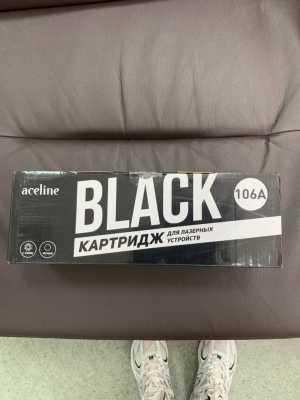 aceline
BLACK
106A
КАРТРИДЖ
ДЛЯ ЛАЗЕРНЫХ
УСТРОЙСТВ